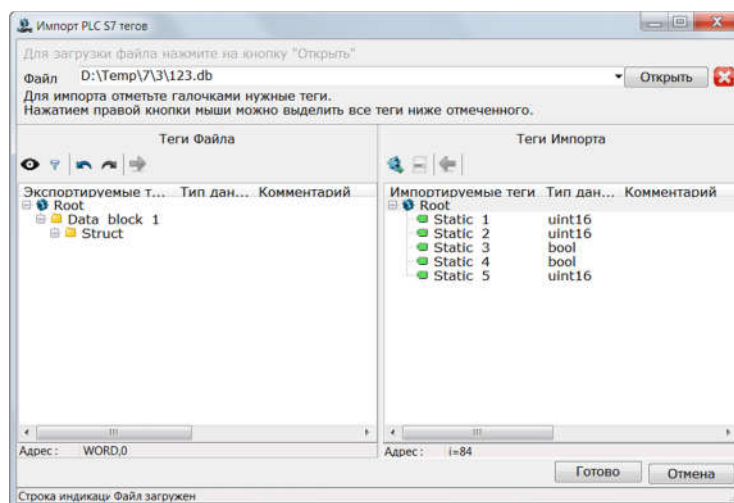 Импорт PLC S7 тегов
Для загрузки файла нажмите на кнопку "Открыть"
Файл D:\Temp\7\3\123.db Открыть
Для импорта отметьте галочками нужные теги.
Нажатием правой кнопки мыши можно выделить все теги ниже отмеченного.
Теги Файла
Экспортируемые т... Тип дан... Комментарий
Root
Data block 1
Struct
Адрес: WORD,0
Теги Импорта
Импортируемые теги Тип дан... Комментарий
Root
Static 1 uint16
Static 2 uint16
Static 3 bool
Static 4 bool
Static 5 uint16
Адрес: i=84
Готово Отмена
Строка индикаци Файл загружен